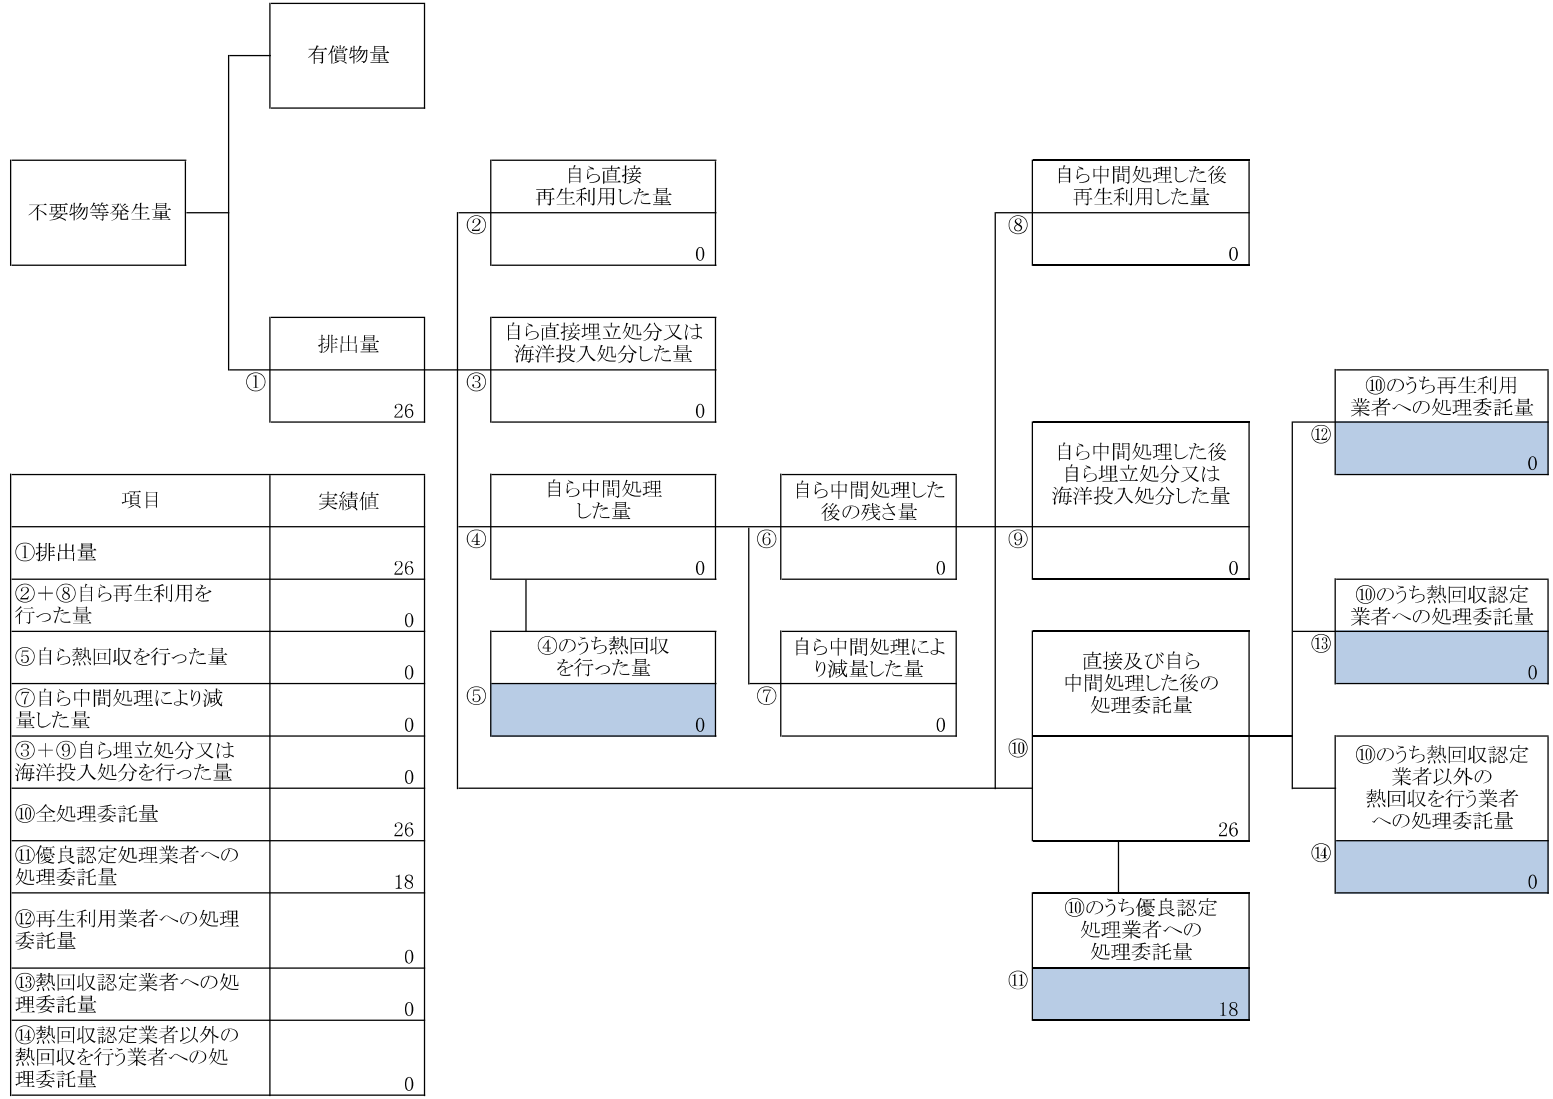 有償物量
不要物等発生量
排出量
①
26
自ら直接
再生利用した量
②
0
自ら直接埋立処分又は
海洋投入処分した量
③
0
自ら中間処理
した量
④
0
④のうち熱回収
を行った量
⑤
0
自ら中間処理した
後の残さ量
⑥
0
自ら中間処理によ
り減量した量
⑦
0
自ら中間処理した後
再生利用した量
⑧
0
自ら中間処理した後
自ら埋立処分又は
海洋投入処分した量
⑨
0
直接及び自ら
中間処理した後の
処理委託量
⑩
26
⑩のうち優良認定
処理業者への
処理委託量
⑪
18
⑩のうち再生利用
業者への処理委託量
⑫
0
⑩のうち熱回収認定
業者への処理委託量
⑬
0
⑩のうち熱回収認定
業者以外の
熱回収を行う業者
への処理委託量
⑭
0
項目 実績値
①排出量
26
②＋⑧自ら再生利用を
行った量
0
⑤自ら熱回収を行った量
0
⑦自ら中間処理により減
量した量
0
③＋⑨自ら埋立処分又は
海洋投入処分を行った量
0
⑩全処理委託量
26
⑪優良認定処理業者への
処理委託量
18
⑫再生利用業者への処理
委託量
0
⑬熱回収認定業者への処
理委託量
0
⑭熱回収認定業者以外の
熱回収を行う業者への処
理委託量
0